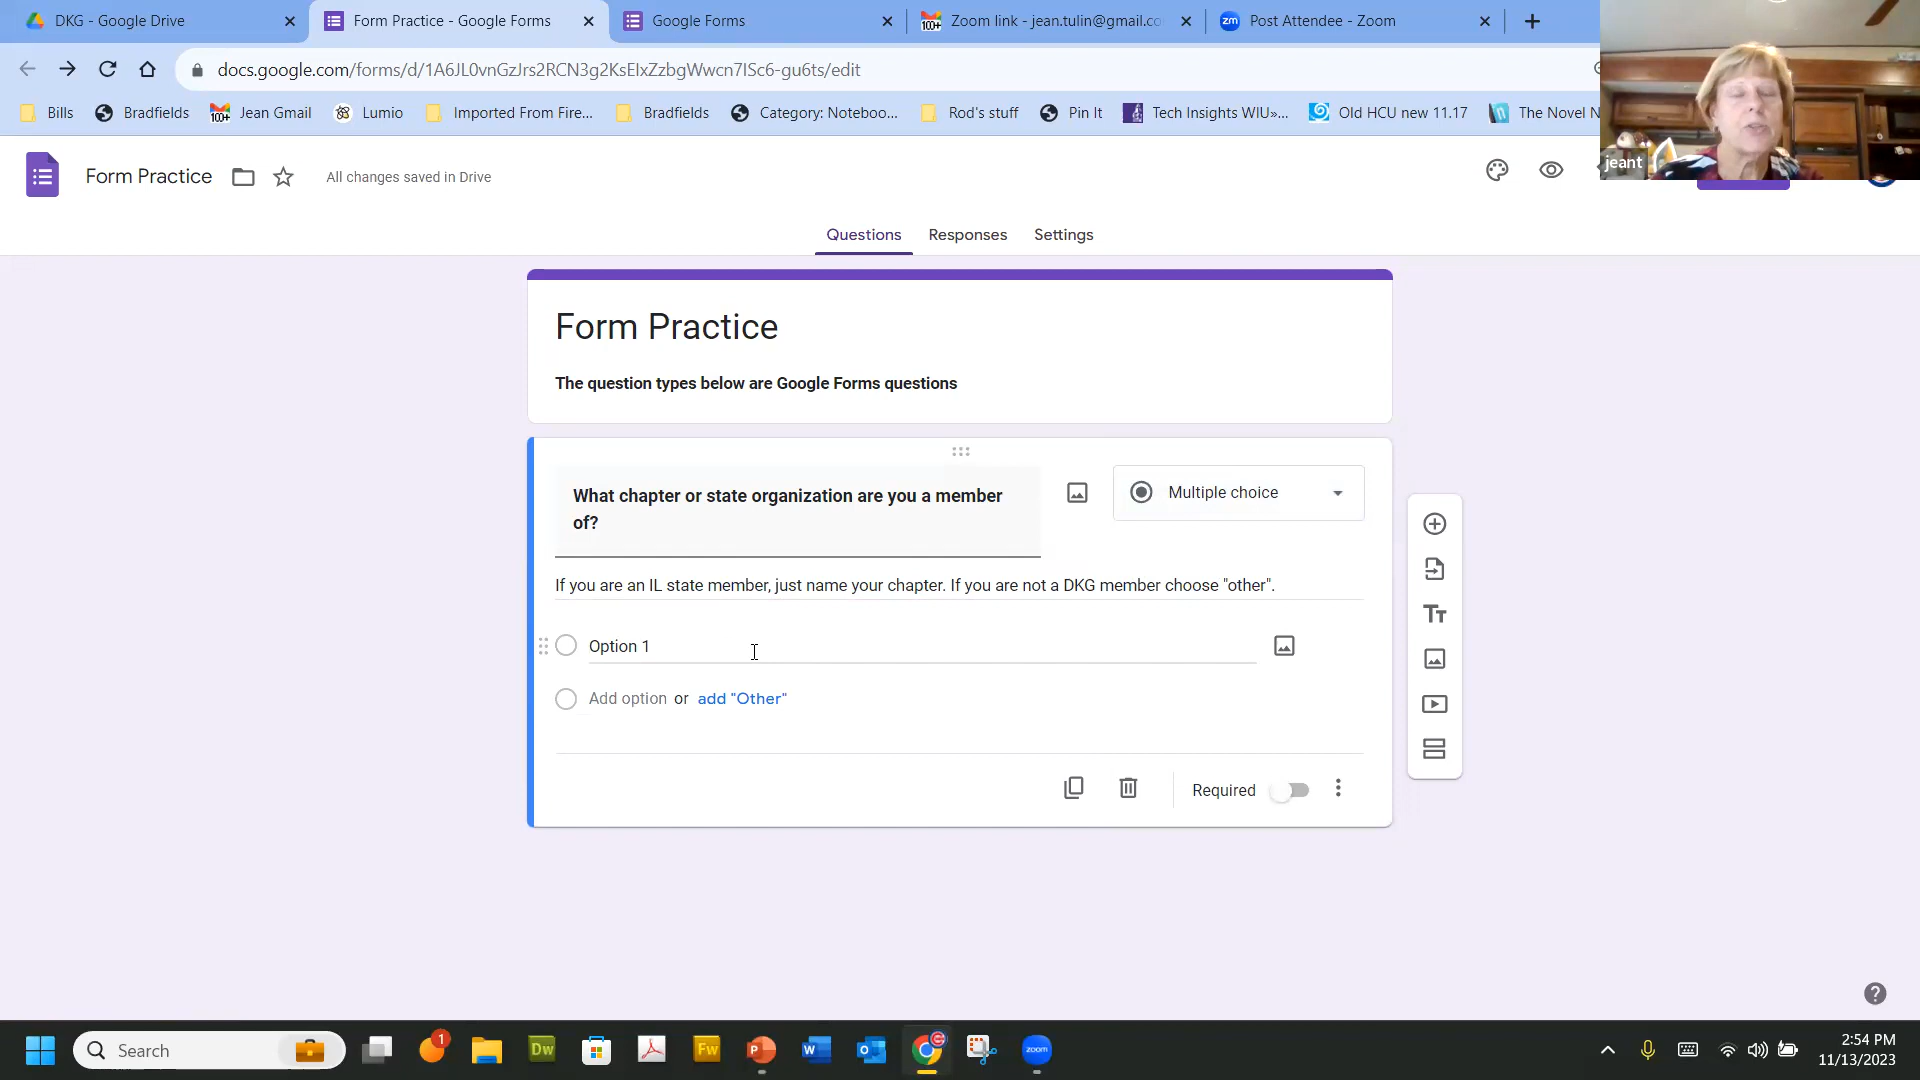 DKG - Google Drive
Form Practice - Google Forms
Google Forms
Zoom link - jean.tulin@gmail.co
Post Attendee - Zoom
docs.google.com/forms/d/1A6JL0vnGzJrs2RCN3g2KsEIxZzbgWwcn7ISc6-gu6ts/edit
Bills
Bradfields
Jean Gmail
Lumio
Imported From Fire...
Bradfields
Category: Noteboo...
Rod's stuff
Pin It
Tech Insights WIU»...
Old HCU new 11.17
The Novel N
jeant
Form Practice
All changes saved in Drive
Questions
Responses
Settings
Form Practice
The question types below are Google Forms questions
What chapter or state organization are you a member
of?
Multiple choice
If you are an IL state member, just name your chapter. If you are not a DKG member choose "other".
Option 1
Add option or add "Other"
Required
Search
1
Dw
Fw
zoom
2:54 PM
11/13/2023